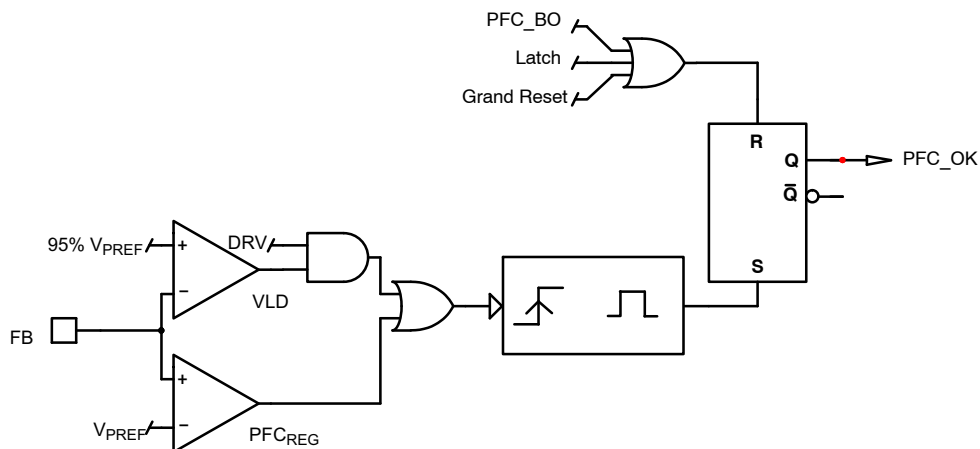 PFC_BO
Latch
Grand Reset
R
Q
PFC_OK
Q̅
S
95% VPREF
+
DRV
−
VLD
FB
+
VPREF
−
PFCREG